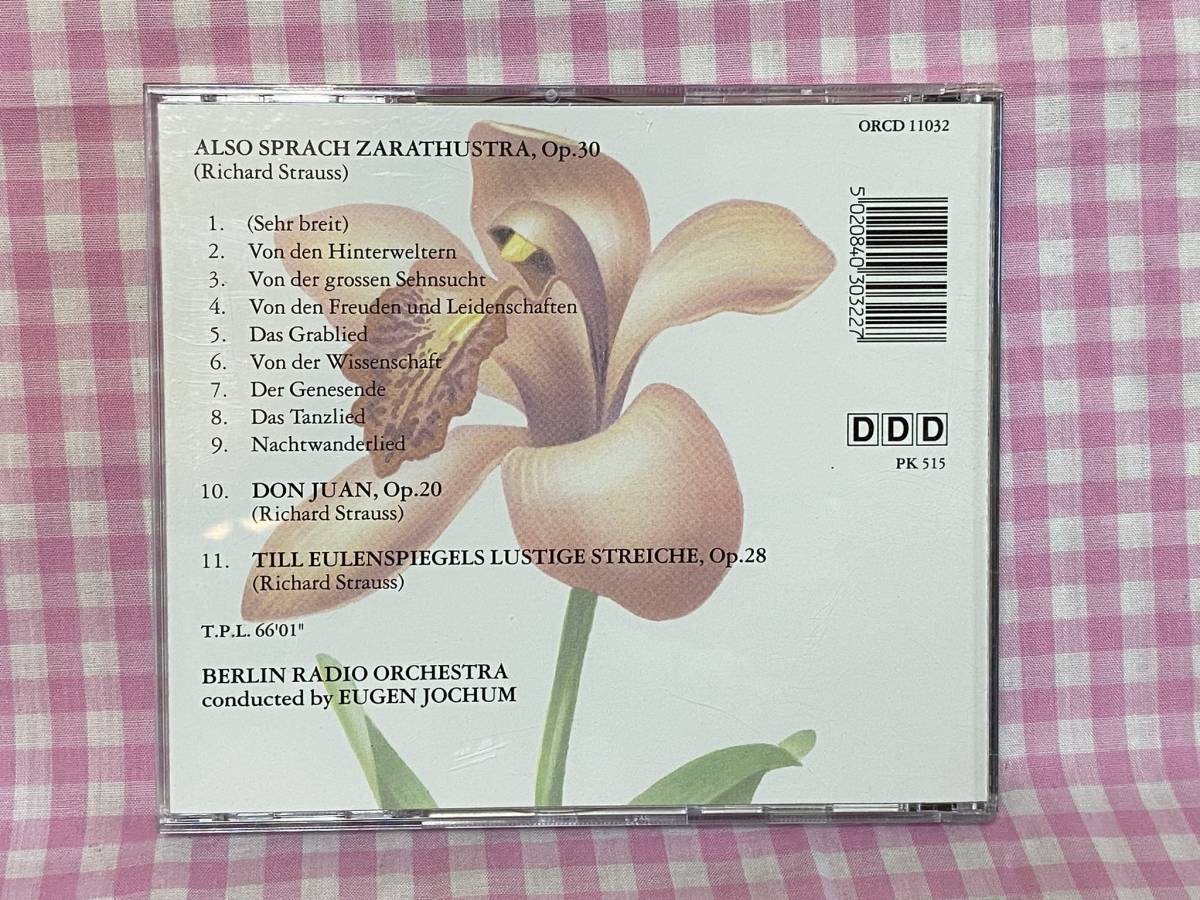 ORCD 11032
ALSO SPRACH ZARATHUSTRA, Op.30
(Richard Strauss)
1. (Sehr breit)
2. Von den Hinterweltern
3. Von der grossen Sehnsucht
4. Von den Freuden und Leidenschaften
5. Das Grablied
6. Von der Wissenschaft
7. Der Genesende
8. Das Tanzlied
9. Nachtwanderlied
10. DON JUAN, Op.20
(Richard Strauss)
11. TILL EULENSPIEGELS LUSTIGE STREICHE, Op.28
(Richard Strauss)
T.P.L. 66'01"
BERLIN RADIO ORCHESTRA
conducted by EUGEN JOCHUM
5 020840 303227
DDD
PK 515